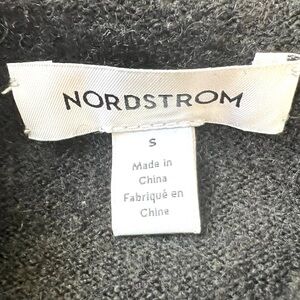 NORDSTROM
S
Made in
China
Fabriqué en
Chine